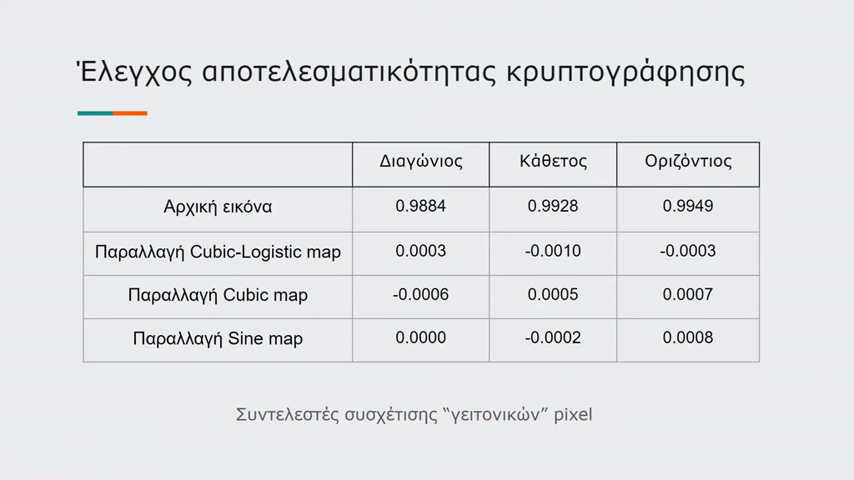 Έλεγχος αποτελεσματικότητας κρυπτογράφησης
Διαγώνιος Κάθετος Οριζόντιος
Αρχική εικόνα 0.9884 0.9928 0.9949
Παραλλαγή Cubic-Logistic map 0.0003 -0.0010 -0.0003
Παραλλαγή Cubic map -0.0006 0.0005 0.0007
Παραλλαγή Sine map 0.0000 -0.0002 0.0008
Συντελεστές συσχέτισης “γειτονικών” pixel